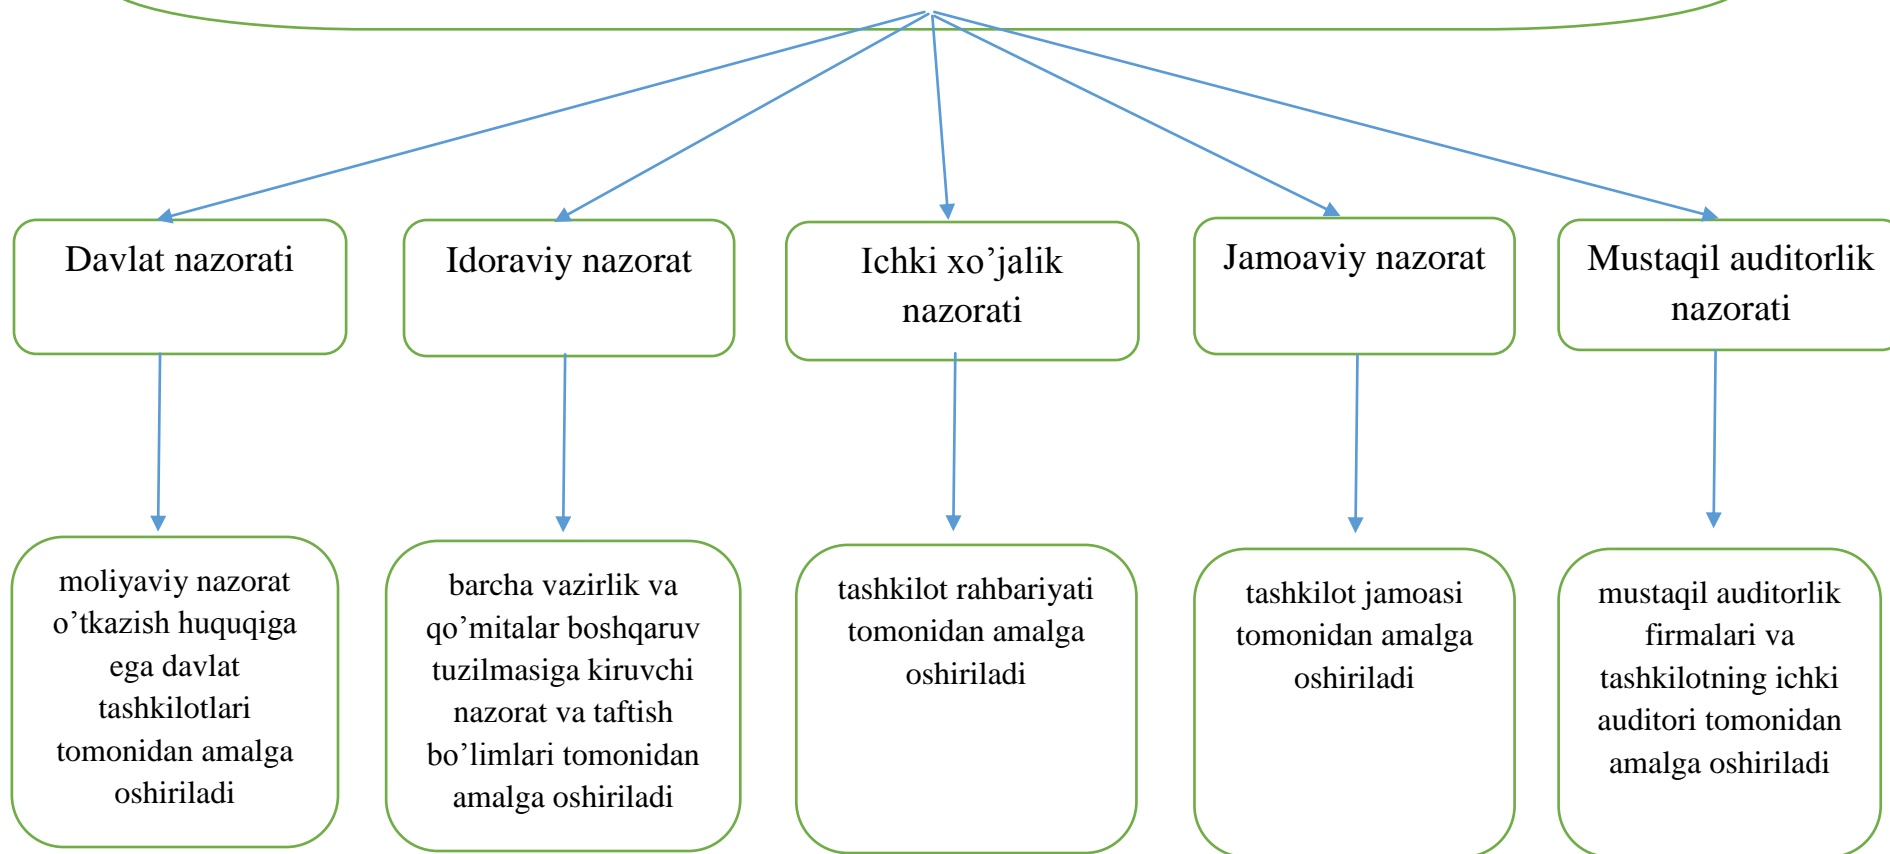 Davlat nazorati
Idoraviy nazorat
Ichki xo’jalik
nazorati
Jamoaviy nazorat
Mustaqil auditorlik
nazorati
moliyaviy nazorat
o’tkazish huquqiga
ega davlat
tashkilotlari
tomonidan amalga
oshiriladi
barcha vazirlik va
qo’mitalar boshqaruv
tuzilmasiga kiruvchi
nazorat va taftish
bo’limlari tomonidan
amalga oshiriladi
tashkilot rahbariyati
tomonidan amalga
oshiriladi
tashkilot jamoasi
tomonidan amalga
oshiriladi
mustaqil auditorlik
firmalari va
tashkilotning ichki
auditori tomonidan
amalga oshiriladi